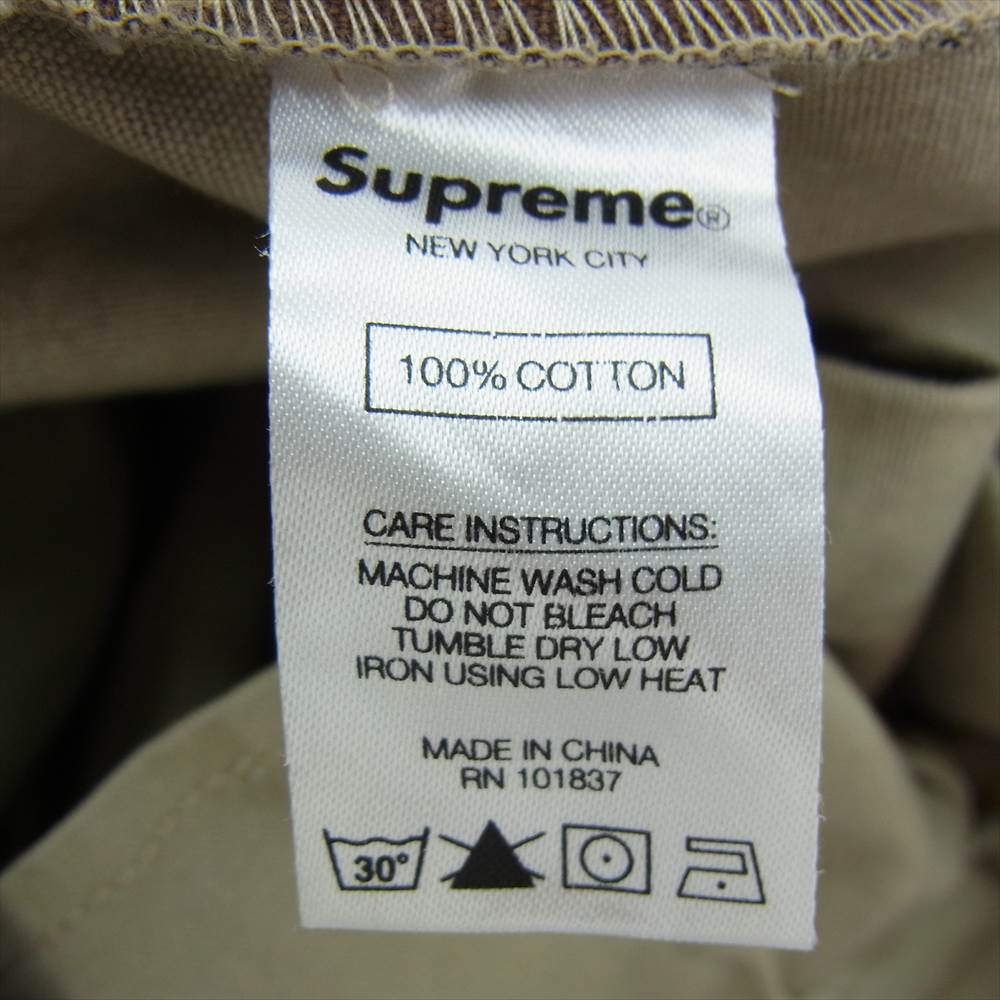 Supreme®
NEW YORK CITY
100% COTTON
CARE INSTRUCTIONS:
MACHINE WASH COLD
DO NOT BLEACH
TUMBLE DRY LOW
IRON USING LOW HEAT
MADE IN CHINA
RN 101837
30°